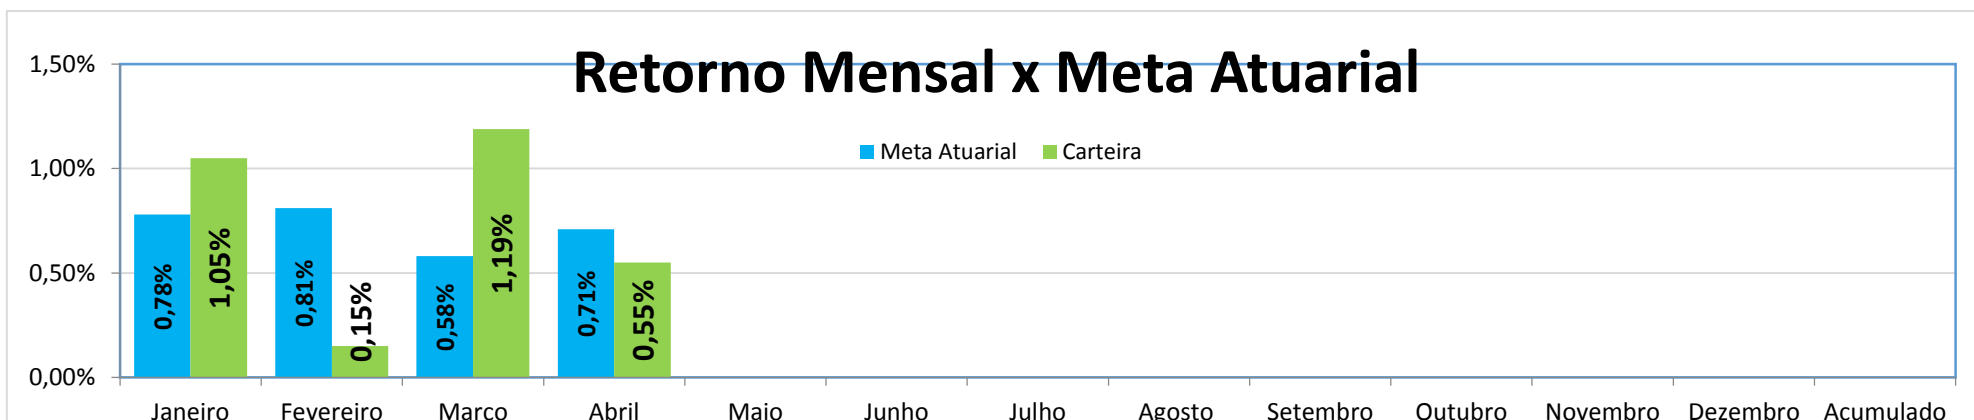 Retorno Mensal x Meta Atuarial
1,50%
Meta Atuarial Carteira
1,00%
0,50%
0,00%
0,78% 1,05% 0,81% 0,15% 0,58% 1,19% 0,71% 0,55%
Janeiro Fevereiro Março Abril Maio Junho Julho Agosto Setembro Outubro Novembro Dezembro Acumulado